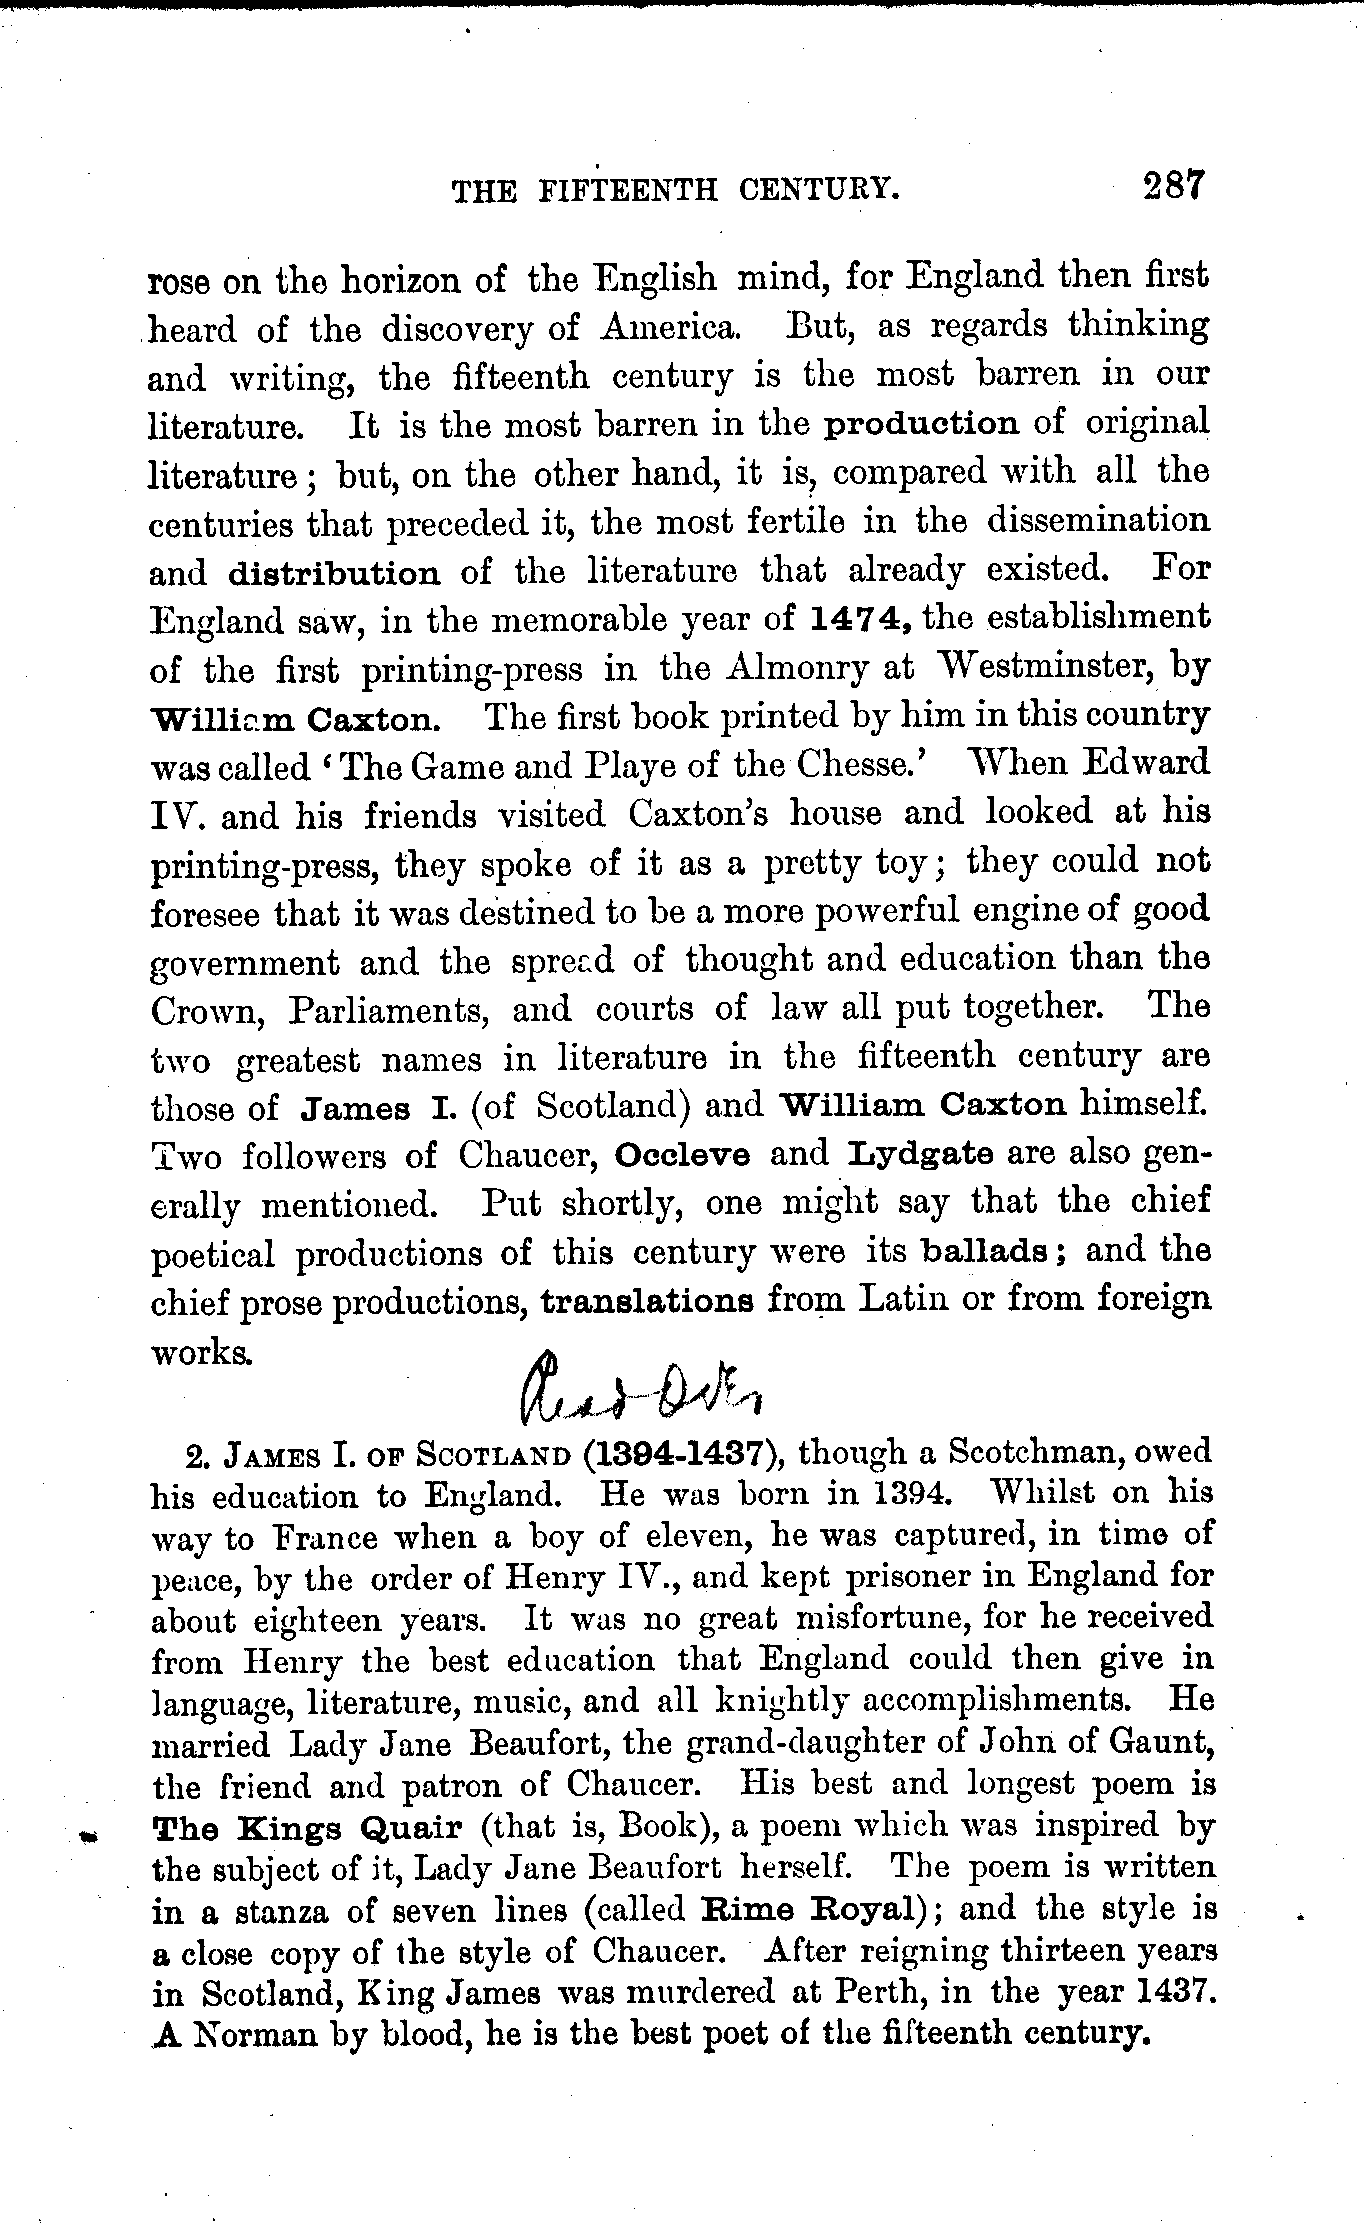 THE FIFTEENTH CENTURY. 287
rose on the horizon of the English mind, for England then first
heard of the discovery of America. But, as regards thinking
and writing, the fifteenth century is the most barren in our
literature. It is the most barren in the production of original
literature; but, on the other hand, it is, compared with all the
centuries that preceded it, the most fertile in the dissemination
and distribution of the literature that already existed. For
England saw, in the memorable year of 1474, the establishment
of the first printing-press in the Almonry at Westminster, by
William Caxton. The first book printed by him in this country
was called ‘The Game and Playe of the Chesse.’ When Edward
IV. and his friends visited Caxton's house and looked at his
printing-press, they spoke of it as a pretty toy; they could not
foresee that it was destined to be a more powerful engine of good
government and the spread of thought and education than the
Crown, Parliaments, and courts of law all put together. The
two greatest names in literature in the fifteenth century are
those of James I. (of Scotland) and William Caxton himself.
Two followers of Chaucer, Occleve and Lydgate are also gen-
erally mentioned. Put shortly, one might say that the chief
poetical productions of this century were its ballads; and the
chief prose productions, translations from Latin or from foreign
works.
Read Over
2. JAMES I. OF SCOTLAND (1394-1437), though a Scotchman, owed
his education to England. He was born in 1394. Whilst on his
way to France when a boy of eleven, he was captured, in time of
peace, by the order of Henry IV., and kept prisoner in England for
about eighteen years. It was no great misfortune, for he received
from Henry the best education that England could then give in
language, literature, music, and all knightly accomplishments. He
married Lady Jane Beaufort, the grand-daughter of John of Gaunt,
the friend and patron of Chaucer. His best and longest poem is
The Kings Quair (that is, Book), a poem which was inspired by
the subject of it, Lady Jane Beaufort herself. The poem is written
in a stanza of seven lines (called Rime Royal); and the style is
a close copy of the style of Chaucer. After reigning thirteen years
in Scotland, King James was murdered at Perth, in the year 1437.
A Norman by blood, he is the best poet of the fifteenth century.